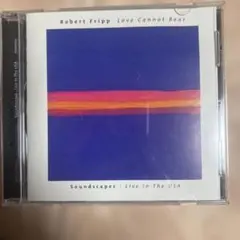 Robert Fripp Love Cannot Bear
Soundscapes : Live In The USA